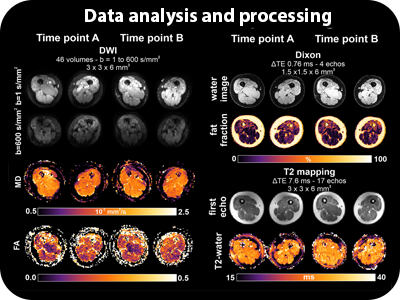 Data analysis and processing
Time point A Time point B
DWI
46 volumes - b = 1 to 600 s/mm²
3 x 3 x 6 mm³
b=1 s/mm²
b=600 s/mm²
MD
0.5 10⁻³ mm²/s 2.5
FA
0.0 0.5
Time point A Time point B
Dixon
ΔTE 0.76 ms - 4 echos
1.5 x1.5 x 6 mm³
water image
fat fraction
0 % 100
T2 mapping
ΔTE 7.6 ms - 17 echos
3 x 3 x 6 mm³
first echo
T2-water
15 ms 40